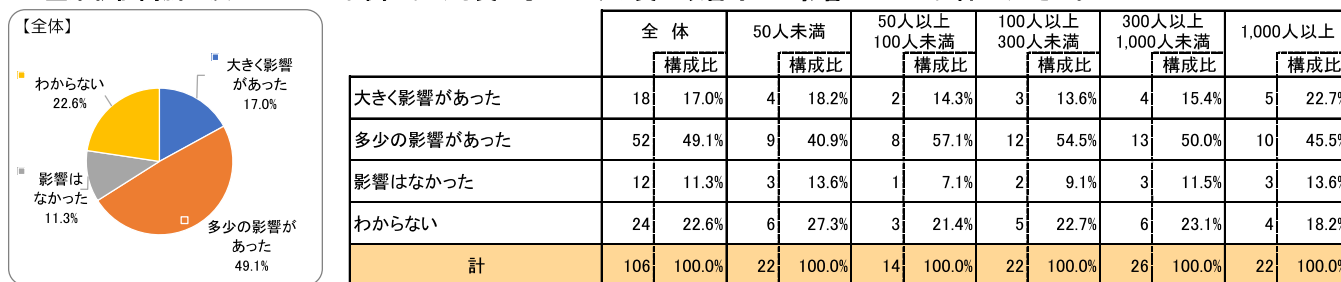 【全体】
大きく影響
があった
17.0%
わからない
22.6%
影響は
なかった
11.3%
多少の影響が
あった
49.1%
全 体 50人未満 50人以上 100人未満 100人以上 300人未満 300人以上 1,000人未満 1,000人以上
構成比 構成比 構成比 構成比 構成比 構成比
大きく影響があった 18 17.0% 4 18.2% 2 14.3% 3 13.6% 4 15.4% 5 22.7%
多少の影響があった 52 49.1% 9 40.9% 8 57.1% 12 54.5% 13 50.0% 10 45.5%
影響はなかった 12 11.3% 3 13.6% 1 7.1% 2 9.1% 3 11.5% 3 13.6%
わからない 24 22.6% 6 27.3% 3 21.4% 5 22.7% 6 23.1% 4 18.2%
計 106 100.0% 22 100.0% 14 100.0% 22 100.0% 26 100.0% 22 100.0%